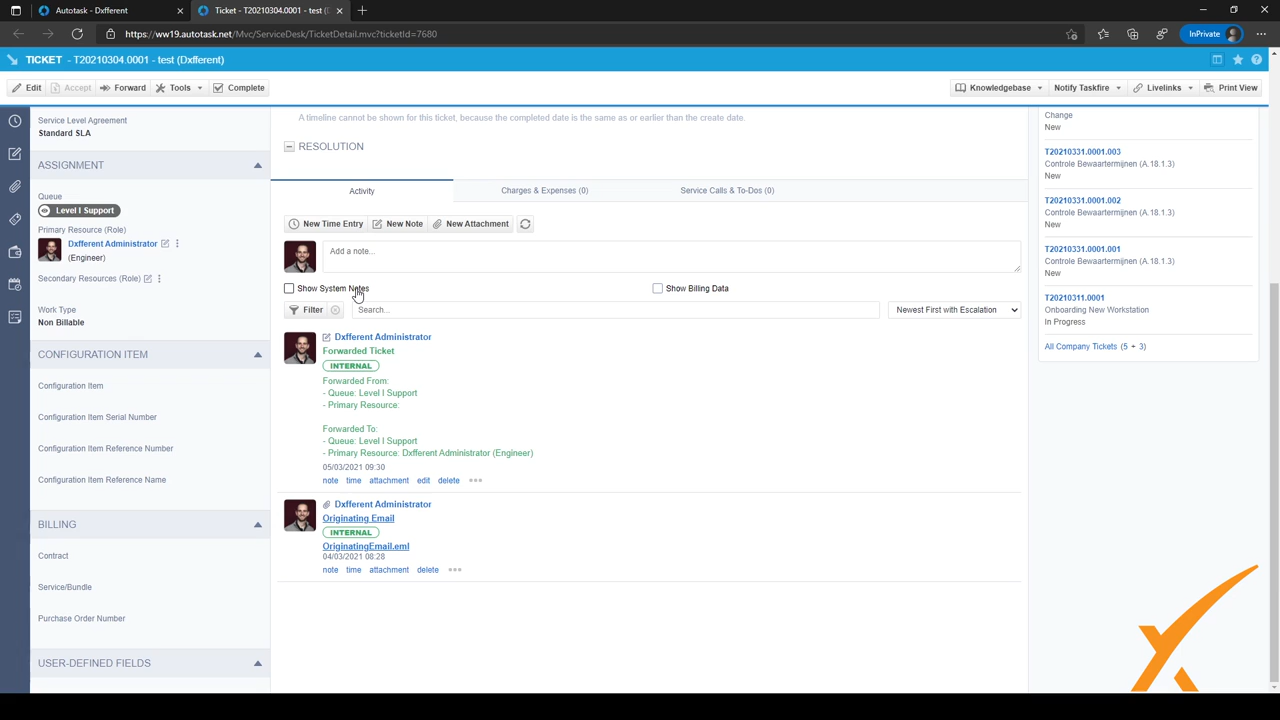 Autotask - Dxfferent
Ticket - T20210304.0001 - test (D
https://ww19.autotask.net/Mvc/ServiceDesk/TicketDetail.mvc?ticketId=7680
InPrivate
TICKET - T20210304.0001 - test (Dxfferent)
Edit
Accept
Forward
Tools
Complete
Knowledgebase
Notify Taskfire
Livelinks
Print View
Service Level Agreement
Standard SLA
ASSIGNMENT
Queue
Level I Support
Primary Resource (Role)
Dxfferent Administrator
(Engineer)
Secondary Resources (Role)
Work Type
Non Billable
CONFIGURATION ITEM
Configuration Item
Configuration Item Serial Number
Configuration Item Reference Number
Configuration Item Reference Name
BILLING
Contract
Service/Bundle
Purchase Order Number
USER-DEFINED FIELDS
A timeline cannot be shown for this ticket, because the completed date is the same as or earlier than the create date.
RESOLUTION
Activity
Charges & Expenses (0)
Service Calls & To-Dos (0)
New Time Entry
New Note
New Attachment
Add a note...
Show System Notes
Show Billing Data
Filter
Search...
Newest First with Escalation
Dxfferent Administrator
Forwarded Ticket
INTERNAL
Forwarded From:
- Queue: Level I Support
- Primary Resource:
Forwarded To:
- Queue: Level I Support
- Primary Resource: Dxfferent Administrator (Engineer)
05/03/2021 09:30
note time attachment edit delete
Dxfferent Administrator
Originating Email
INTERNAL
OriginatingEmail.eml
04/03/2021 08:28
note time attachment delete
Change
New
T20210331.0001.003
Controle Bewaartermijnen (A.18.1.3)
New
T20210331.0001.002
Controle Bewaartermijnen (A.18.1.3)
New
T20210331.0001.001
Controle Bewaartermijnen (A.18.1.3)
New
T20210311.0001
Onboarding New Workstation
In Progress
All Company Tickets (5 + 3)